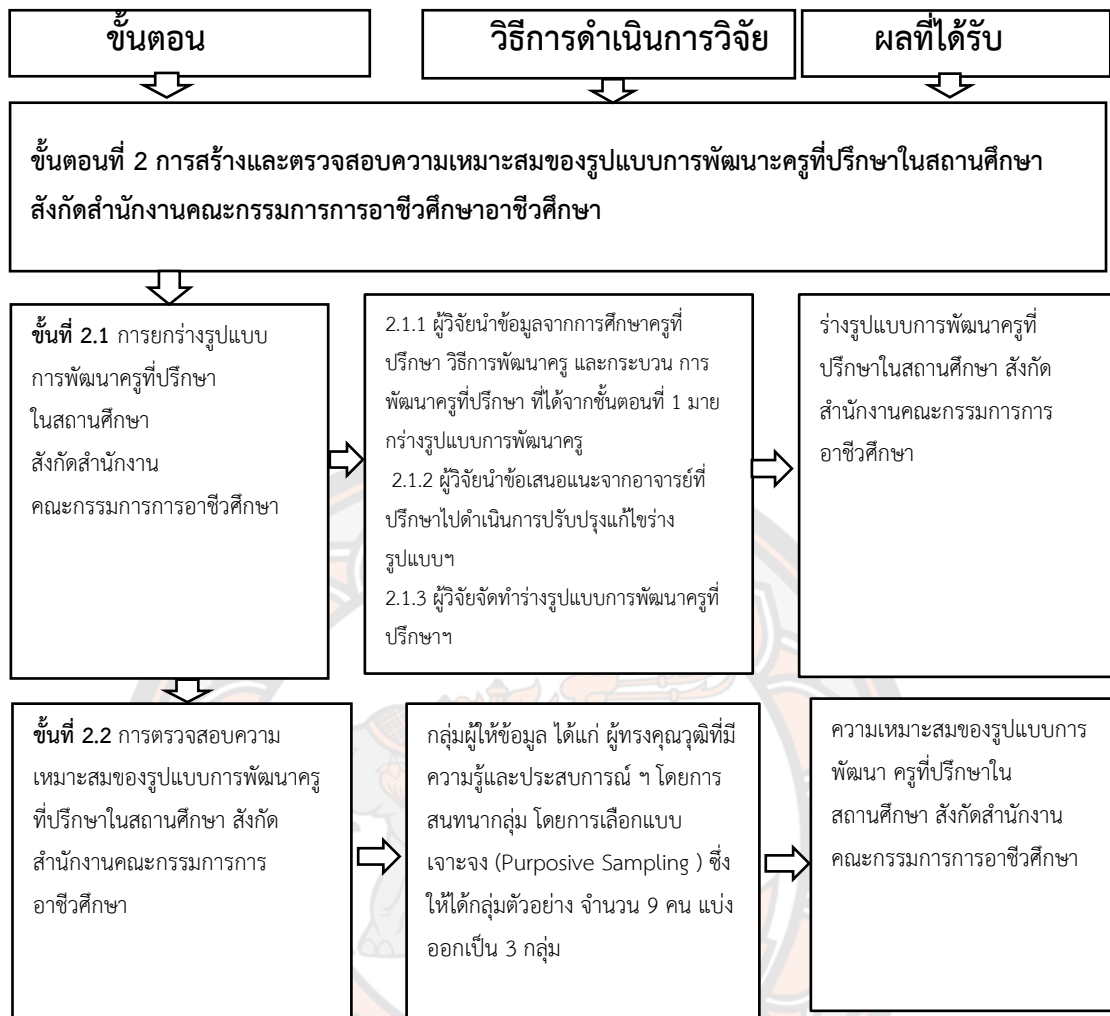 ขั้นตอน
วิธีการดำเนินการวิจัย
ผลที่ได้รับ
ขั้นตอนที่ 2 การสร้างและตรวจสอบความเหมาะสมของรูปแบบการพัฒนาะครูที่ปรึกษาในสถานศึกษา
สังกัดสำนักงานคณะกรรมการการอาชีวศึกษาอาชีวศึกษา
ขั้นที่ 2.1 การยกร่างรูปแบบ
การพัฒนาครูที่ปรึกษา
ในสถานศึกษา
สังกัดสำนักงาน
คณะกรรมการการอาชีวศึกษา
2.1.1 ผู้วิจัยนำข้อมูลจากการศึกษาครูที่
ปรึกษา วิธีการพัฒนาครู และกระบวน การ
พัฒนาครูที่ปรึกษา ที่ได้จากขั้นตอนที่ 1 มาย
กร่างรูปแบบการพัฒนาครู
2.1.2 ผู้วิจัยนำข้อเสนอแนะจากอาจารย์ที่
ปรึกษาไปดำเนินการปรับปรุงแก้ไขร่าง
รูปแบบฯ
2.1.3 ผู้วิจัยจัดทำร่างรูปแบบการพัฒนาครูที่
ปรึกษาฯ
ร่างรูปแบบการพัฒนาครูที่
ปรึกษาในสถานศึกษา สังกัด
สำนักงานคณะกรรมการการ
อาชีวศึกษา
ขั้นที่ 2.2 การตรวจสอบความ
เหมาะสมของรูปแบบการพัฒนาครู
ที่ปรึกษาในสถานศึกษา สังกัด
สำนักงานคณะกรรมการการ
อาชีวศึกษา
กลุ่มผู้ให้ข้อมูล ได้แก่ ผู้ทรงคุณวุฒิที่มี
ความรู้และประสบการณ์ ฯ โดยการ
สนทนากลุ่ม โดยการเลือกแบบ
เจาะจง (Purposive Sampling ) ซึ่ง
ให้ได้กลุ่มตัวอย่าง จำนวน 9 คน แบ่ง
ออกเป็น 3 กลุ่ม
ความเหมาะสมของรูปแบบการ
พัฒนา ครูที่ปรึกษาใน
สถานศึกษา สังกัดสำนักงาน
คณะกรรมการการอาชีวศึกษา